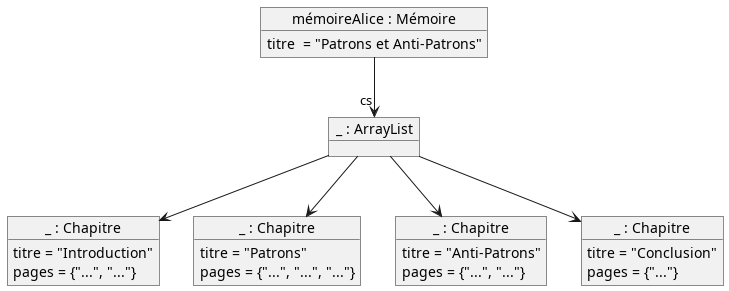 mémoireAlice : Mémoire
titre  = "Patrons et Anti-Patrons"
cs
_ : ArrayList
_ : Chapitre
titre = "Introduction"
pages = {"...", "..."}
_ : Chapitre
titre = "Patrons"
pages = {"...", "...", "..."}
_ : Chapitre
titre = "Anti-Patrons"
pages = {"...", "..."}
_ : Chapitre
titre = "Conclusion"
pages = {"..."}